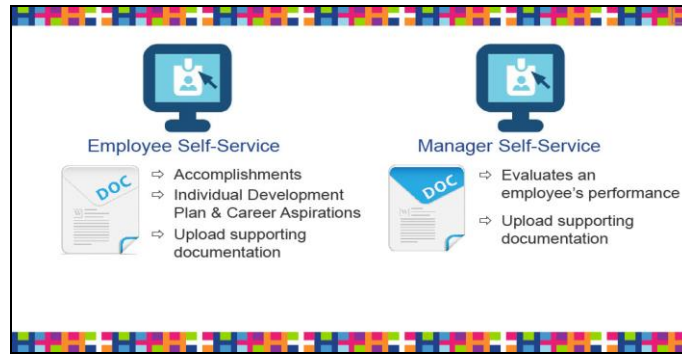 Employee Self-Service
DOC
⇨ Accomplishments
⇨ Individual Development
Plan & Career Aspirations
⇨ Upload supporting
documentation
Manager Self-Service
DOC
⇨ Evaluates an
employee's performance
⇨ Upload supporting
documentation